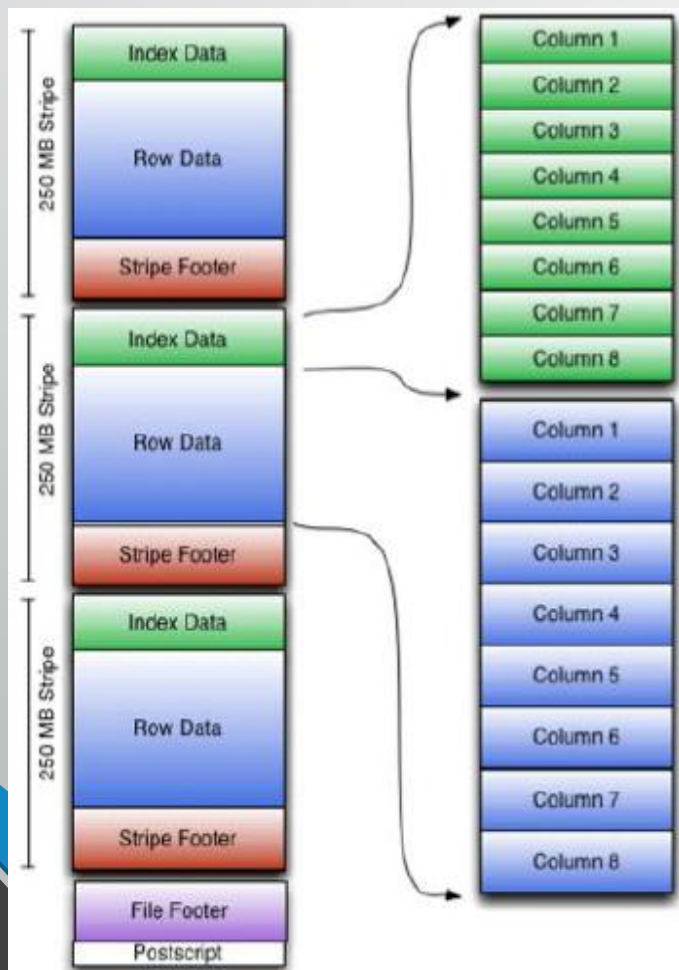 250 MB Stripe
Index Data
Row Data
Stripe Footer
250 MB Stripe
Index Data
Row Data
Stripe Footer
250 MB Stripe
Index Data
Row Data
Stripe Footer
File Footer
Postscript
Column 1
Column 2
Column 3
Column 4
Column 5
Column 6
Column 7
Column 8
Column 1
Column 2
Column 3
Column 4
Column 5
Column 6
Column 7
Column 8